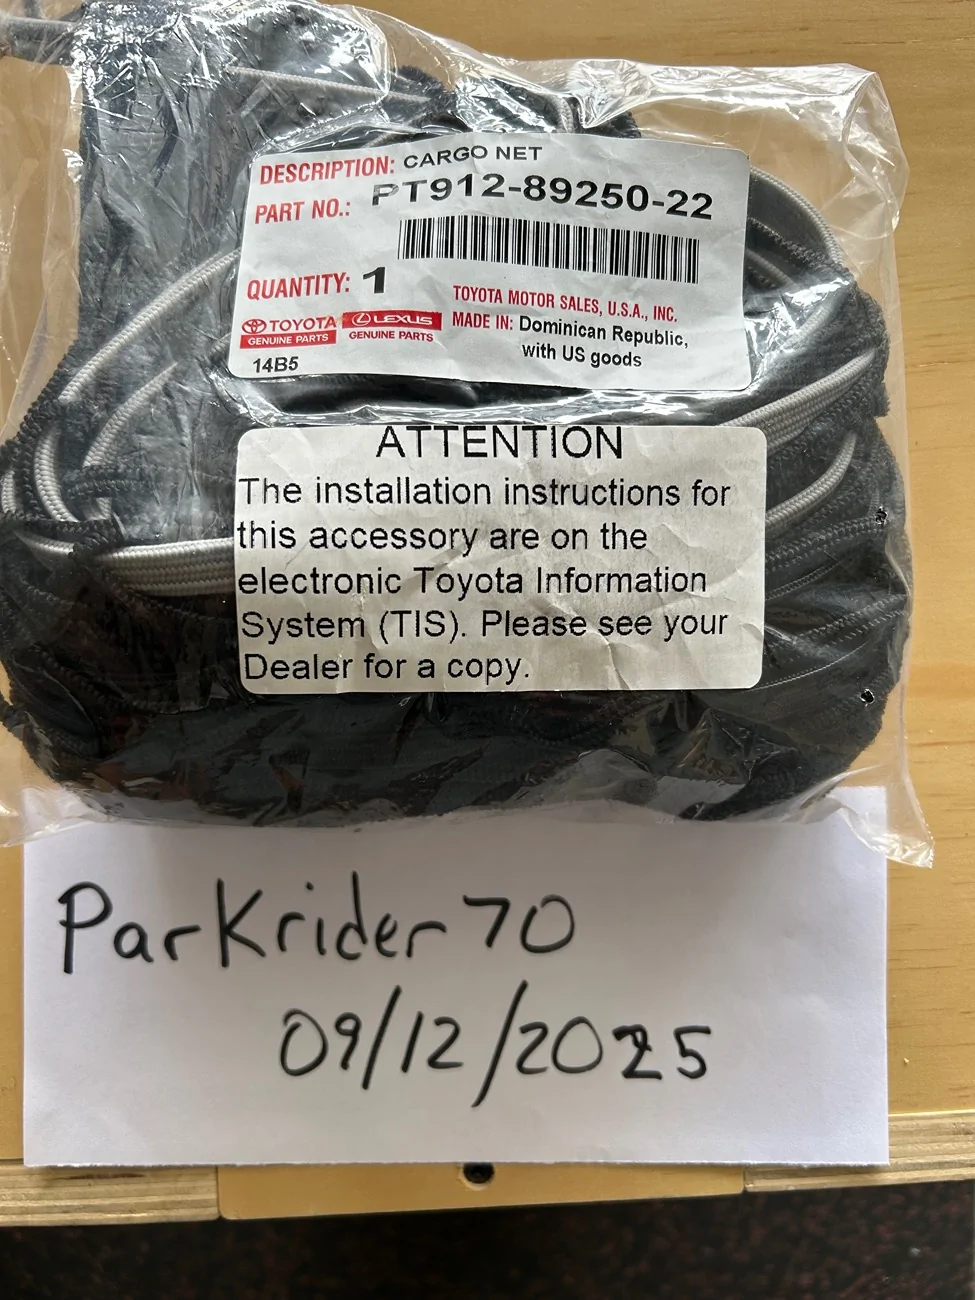 DESCRIPTION: CARGO NET
PART NO.: PT912-89250-22
QUANTITY: 1
TOYOTA LEXUS
GENUINE PARTS GENUINE PARTS
14B5
TOYOTA MOTOR SALES, U.S.A., INC.
MADE IN: Dominican Republic,
with US goods
ATTENTION
The installation instructions for
this accessory are on the
electronic Toyota Information
System (TIS). Please see your
Dealer for a copy.
Parkrider70
09/12/2025